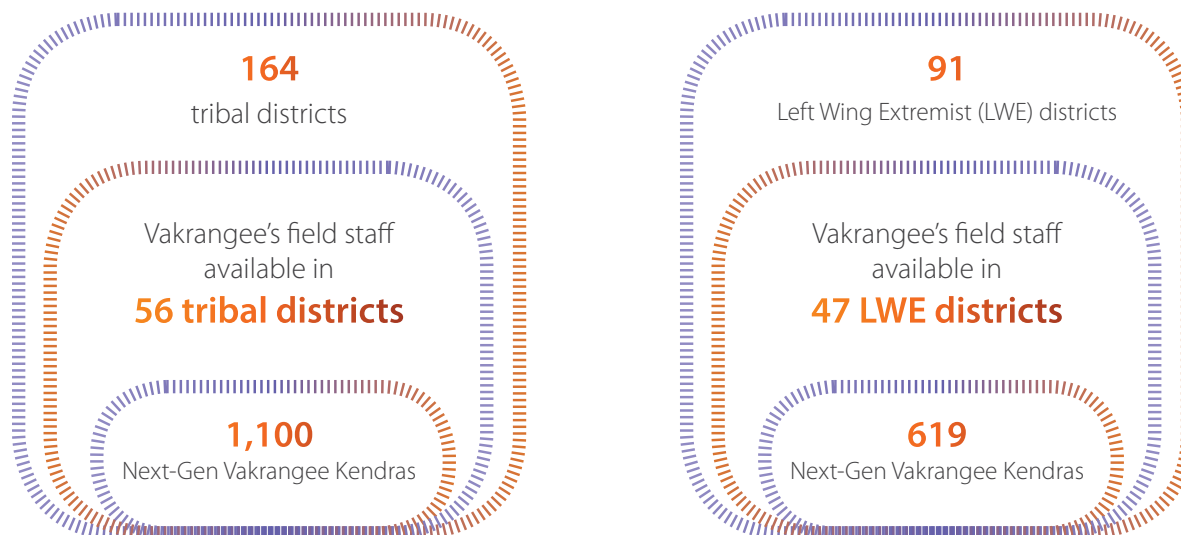 164
tribal districts
Vakrangee’s field staff
available in
56 tribal districts
1,100
Next-Gen Vakrangee Kendras
91
Left Wing Extremist (LWE) districts
Vakrangee’s field staff
available in
47 LWE districts
619
Next-Gen Vakrangee Kendras